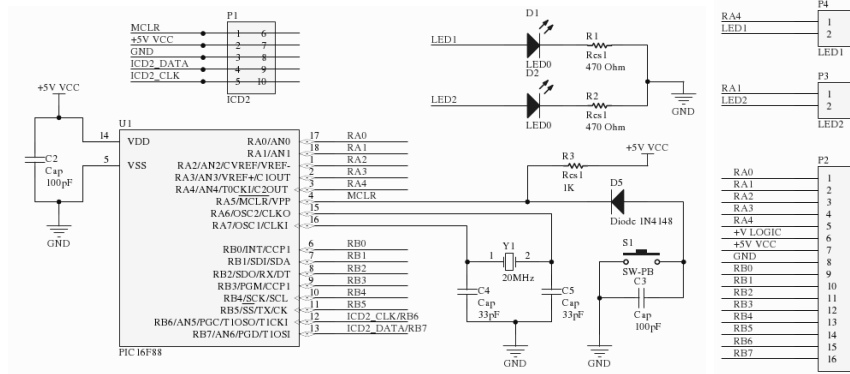 P1
MCLR 1 6
+5V VCC 2 7
GND 3 8
ICD2_DATA 4 9
ICD2_CLK 5 10
ICD2
D1
LED1
LED0
R1
Res1
470 Ohm
D2
LED2
LED0
R2
Res1
470 Ohm
GND
P4
RA4 1
LED1 2
LED1
P3
RA1 1
LED2 2
LED2
+5V VCC
C2
Cap
100pF
GND
U1
14 VDD
5 VSS
RA0/AN0 17 RA0
RA1/AN1 18 RA1
RA2/AN2/CVREF/VREF- 1 RA2
RA3/AN3/VREF+/C1OUT 2 RA3
RA4/AN4/T0CKI/C2OUT 3 RA4
RA5/MCLR/VPP 4 MCLR
RA6/OSC2/CLKO 15
RA7/OSC1/CLKI 16
RB0/INT/CCP1 6 RB0
RB1/SDI/SDA 7 RB1
RB2/SDO/RX/DT 8 RB2
RB3/PGM/CCP1 9 RB3
RB4/SCK/SCL 10 RB4
RB5/SS/TX/CK 11 RB5
RB6/AN5/PGC/T1OSO/T1CKI 12 ICD2_CLK/RB6
RB7/AN6/PGD/T1OSI 13 ICD2_DATA/RB7
PIC16F88
R3
Res1
1K
+5V VCC
D5
Diode 1N4148
Y1
1 2
20MHz
C4
Cap
33pF
C5
Cap
33pF
GND
S1
SW-PB
C3
Cap
100pF
GND
P2
RA0 1
RA1 2
RA2 3
RA3 4
RA4 5
+V LOGIC 6
+5V VCC 7
GND 8
RB0 9
RB1 10
RB2 11
RB3 12
RB4 13
RB5 14
RB6 15
RB7 16